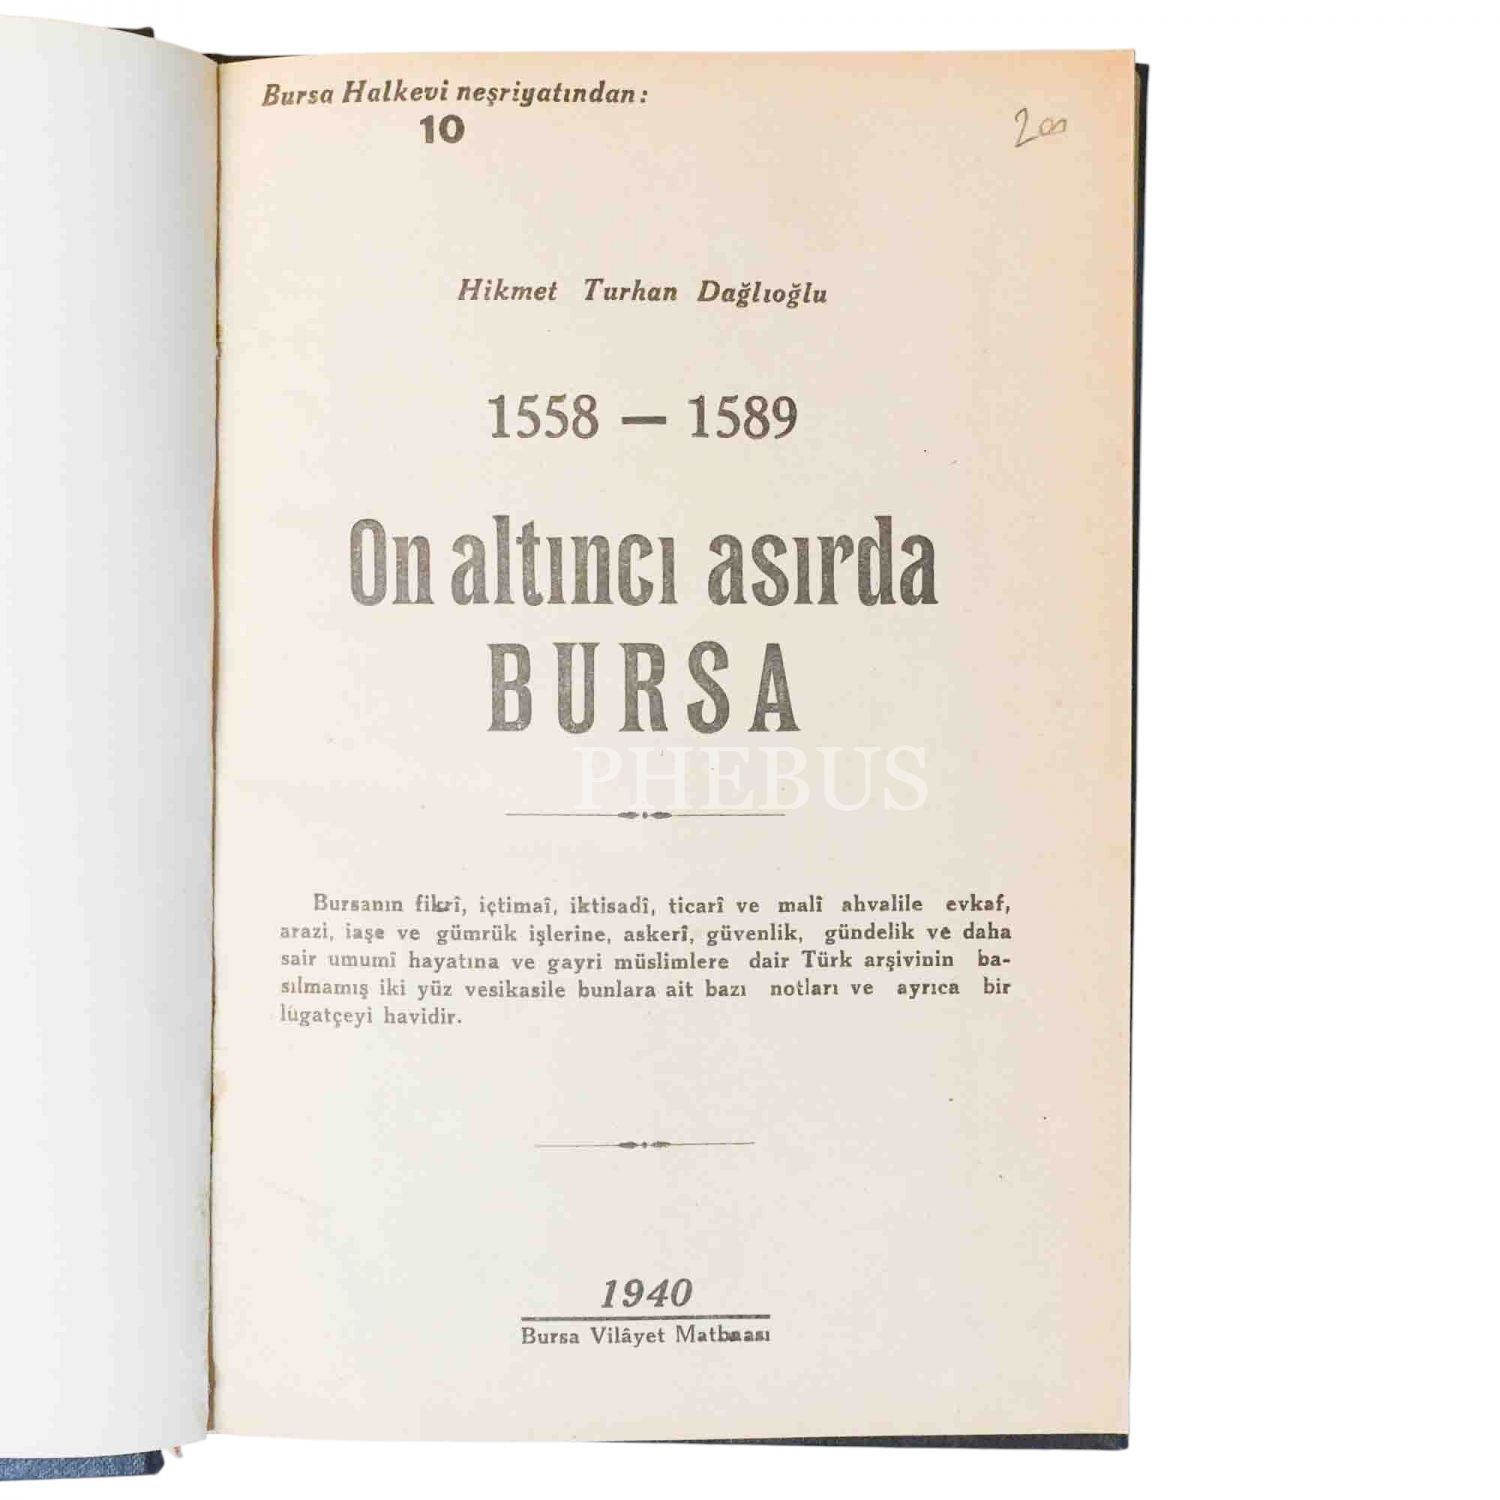 Bursa Halkevi neşriyatından:
10
200
Hikmet Turhan Dağlıoğlu
1558 — 1589
On altıncı asırda
BURSA
PHEBUS
Bursanın fikrî, içtimaî, iktisadî, ticarî ve malî ahvalile evkaf,
arazi, iaşe ve gümrük işlerine, askerî, güvenlik, gündelik ve daha
sair umumî hayatına ve gayri müslimlere dair Türk arşivinin ba-
sılmamış iki yüz vesikasile bunlara ait bazı notları ve ayrıca bir
lûgatçeyi havidir.
1940
Bursa Vilâyet Matbaası